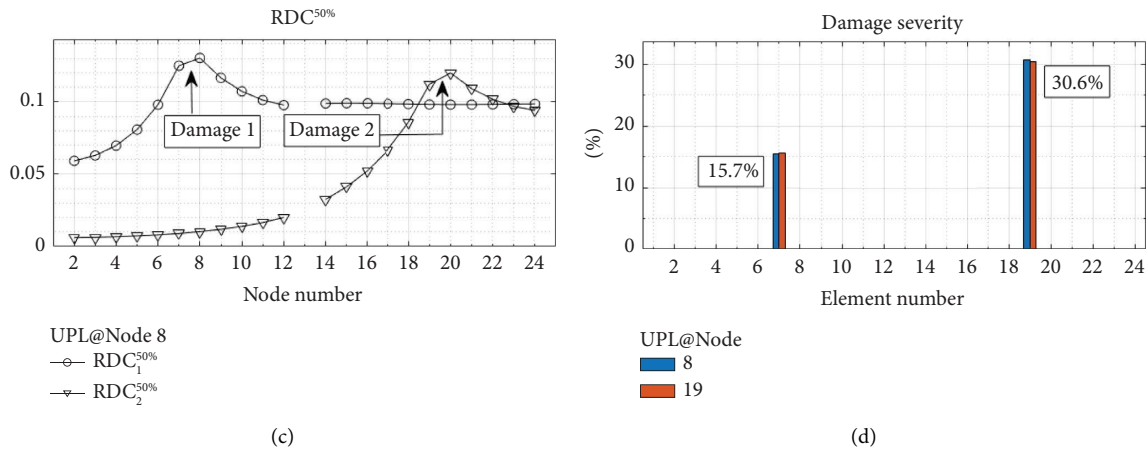 RDC50%
0.1
0.05
0
Damage 1
Damage 2
2 4 6 8 10 12 14 16 18 20 22 24
Node number
UPL@Node 8
RDC1 50%
RDC2 50%
(c)
Damage severity
30
20
10
0
(%)
15.7%
30.6%
2 4 6 8 10 12 14 16 18 20 22 24
Element number
UPL@Node
8
19
(d)